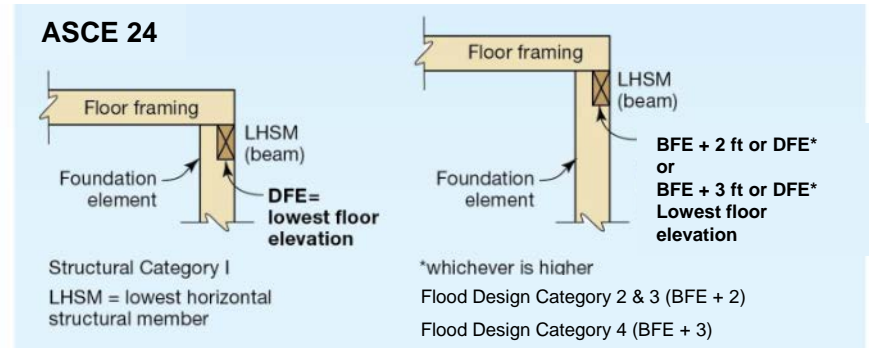 ASCE 24
Floor framing
LHSM
(beam)
Foundation
element
DFE=
lowest floor
elevation
Structural Category I
LHSM = lowest horizontal
structural member
Floor framing
LHSM
(beam)
Foundation
element
BFE + 2 ft or DFE*
or
BFE + 3 ft or DFE*
Lowest floor
elevation
*whichever is higher
Flood Design Category 2 & 3 (BFE + 2)
Flood Design Category 4 (BFE + 3)